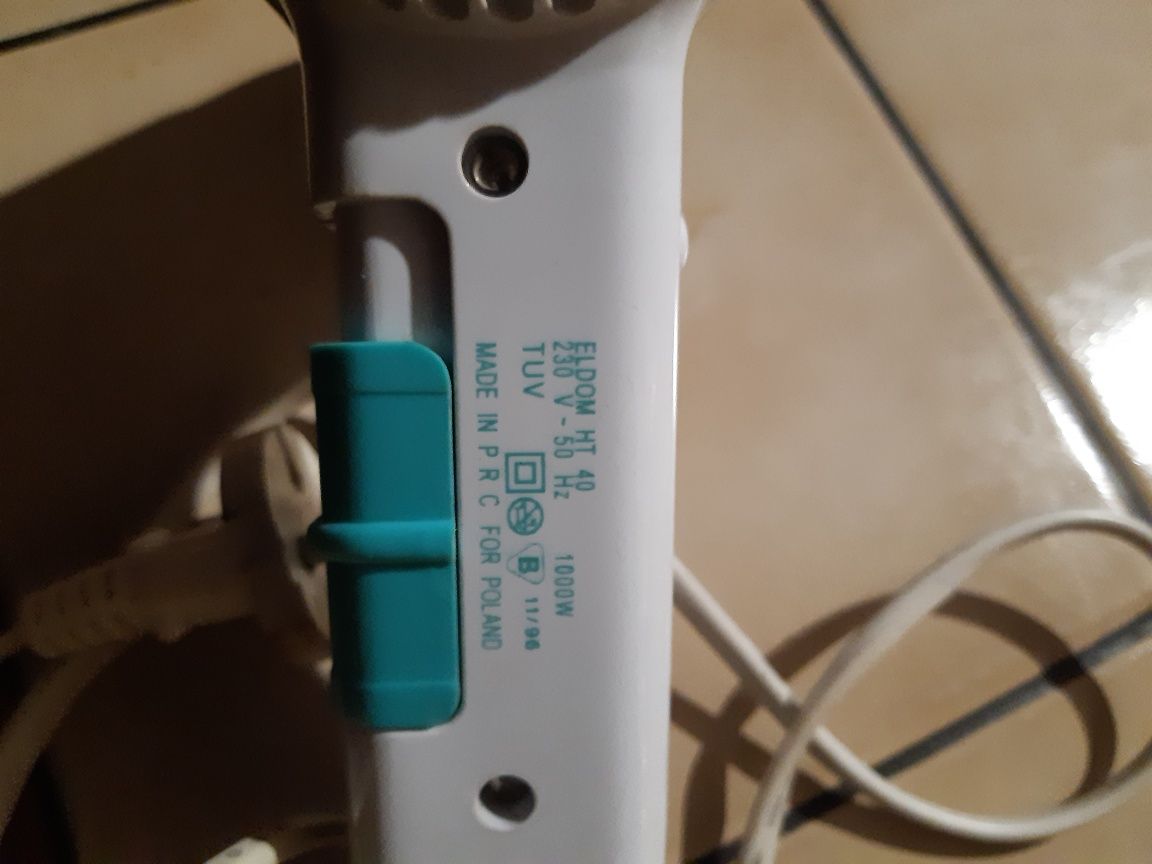 ELDOM HT 40
230 V - 50 Hz 1000W
TUV B 11/96
MADE IN P R C FOR POLAND